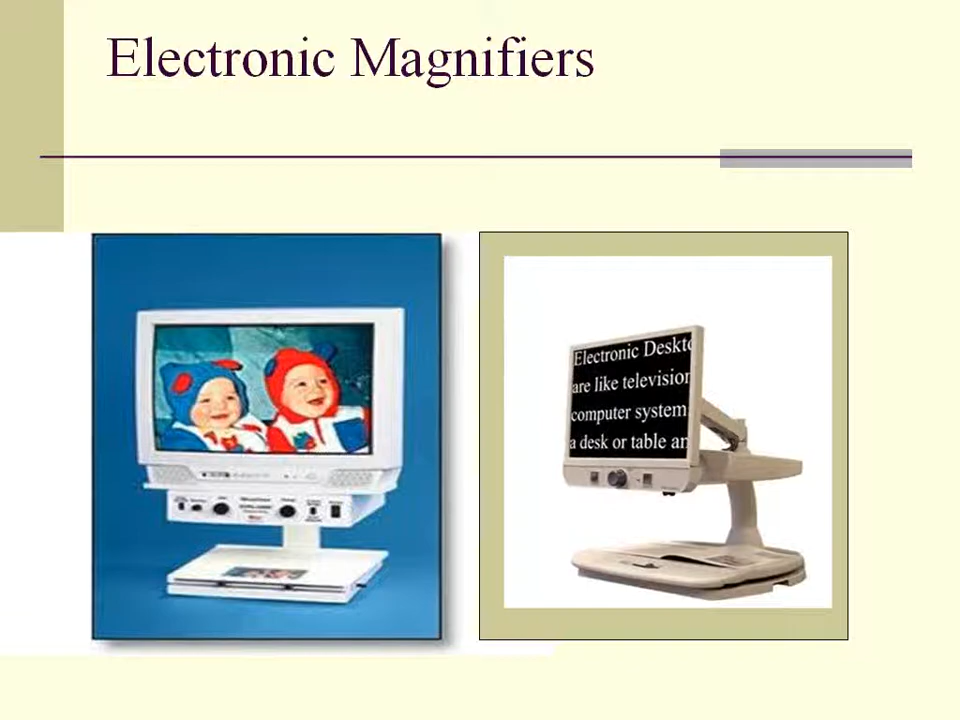 Electronic Magnifiers
Electronic Deskto
are like television
computer system
a desk or table an